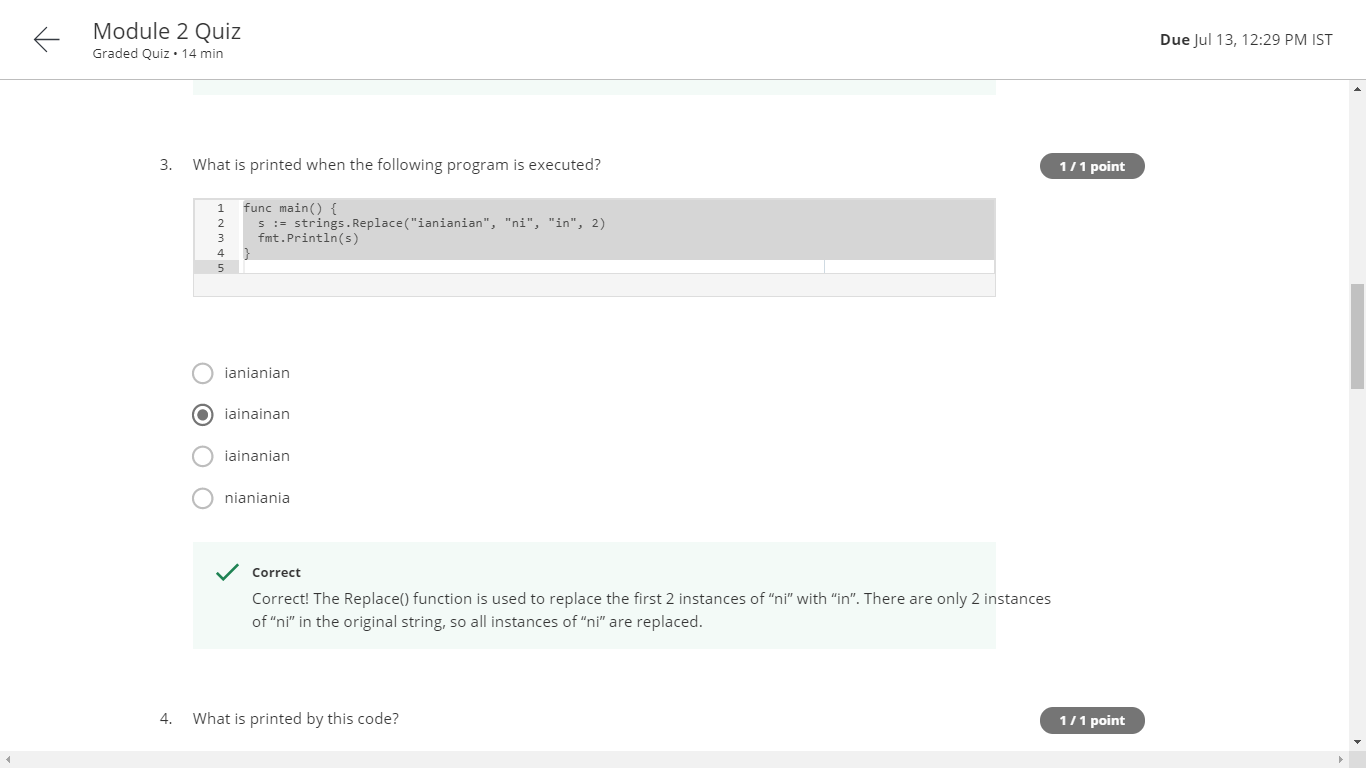 Module 2 Quiz
Graded Quiz • 14 min
Due Jul 13, 12:29 PM IST
3. What is printed when the following program is executed?
1 / 1 point
1 func main() {
2   s := strings.Replace("ianianian", "ni", "in", 2)
3   fmt.Println(s)
4 }
5
ianianian
iainainan
iainanian
nianiania
Correct
Correct! The Replace() function is used to replace the first 2 instances of “ni” with “in”. There are only 2 instances
of “ni” in the original string, so all instances of “ni” are replaced.
4. What is printed by this code?
1 / 1 point